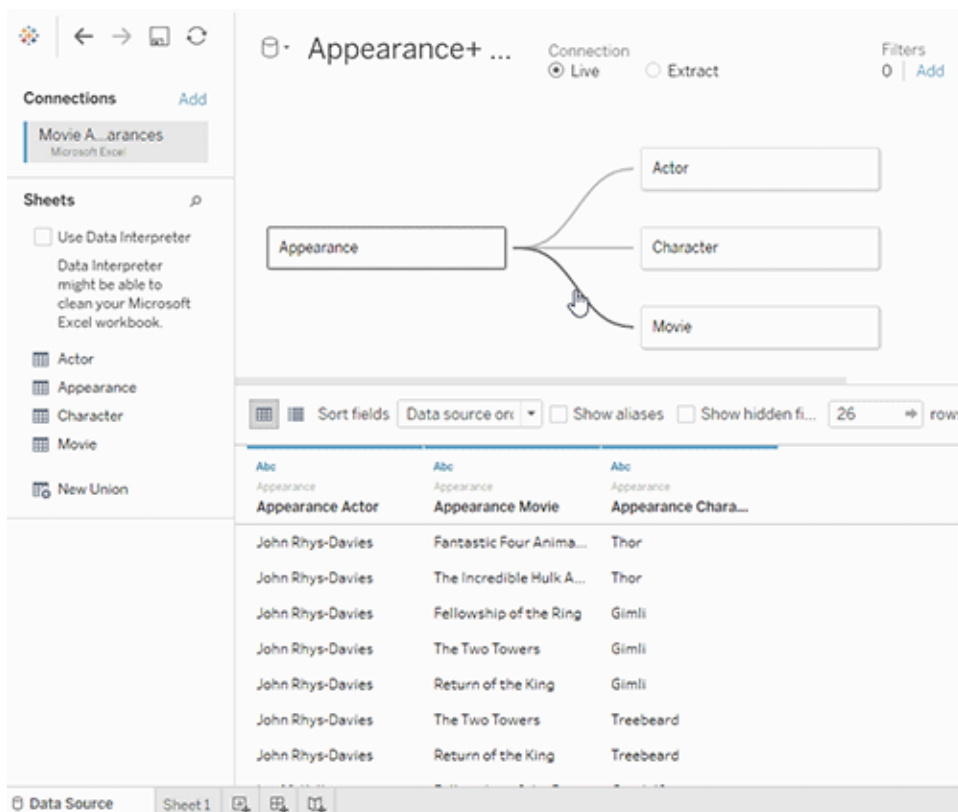 Appearance+ ...
Connection
Live
Extract
Filters
0 | Add
Connections Add
Movie A...arances
Microsoft Excel
Sheets
Use Data Interpreter
Data Interpreter
might be able to
clean your Microsoft
Excel workbook.
Actor
Appearance
Character
Movie
New Union
Appearance
Actor
Character
Movie
Sort fields Data source or Show aliases Show hidden fi... 26 rows
Abc Abc Abc
Appearance Appearance Appearance
Appearance Actor Appearance Movie Appearance Chara...
John Rhys-Davies Fantastic Four Anima... Thor
John Rhys-Davies The Incredible Hulk A... Thor
John Rhys-Davies Fellowship of the Ring Gimli
John Rhys-Davies The Two Towers Gimli
John Rhys-Davies Return of the King Gimli
John Rhys-Davies The Two Towers Treebeard
John Rhys-Davies Return of the King Treebeard
Data Source Sheet 1